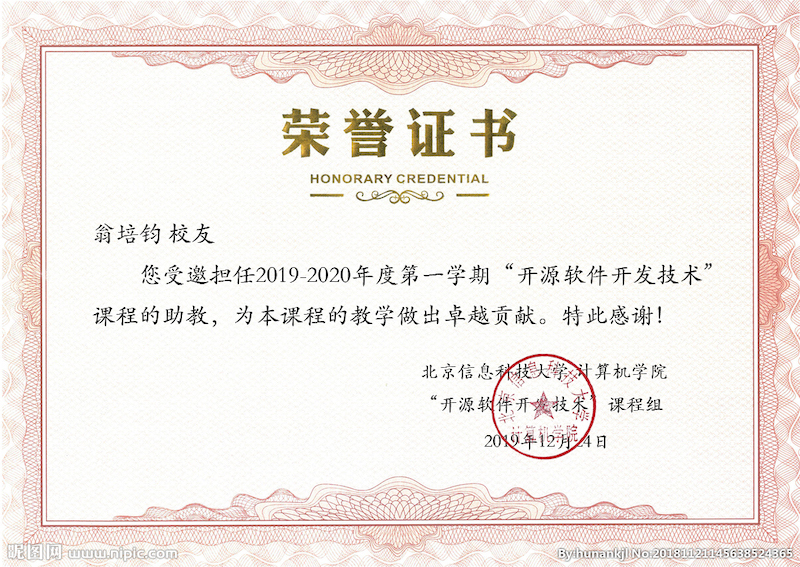 荣誉证书
HONORARY CREDENTIAL
翁培钧 校友
您受邀担任2019-2020年度第一学期“开源软件开发技术”
课程的助教，为本课程的教学做出卓越贡献。特此感谢！
北京信息科技大学 计算机学院
“开源软件开发技术”课程组
2019年12月24日
北京信息科技大学
计算机学院
昵图网 www.nipic.com
By:hunankjl No:20181121145638524365